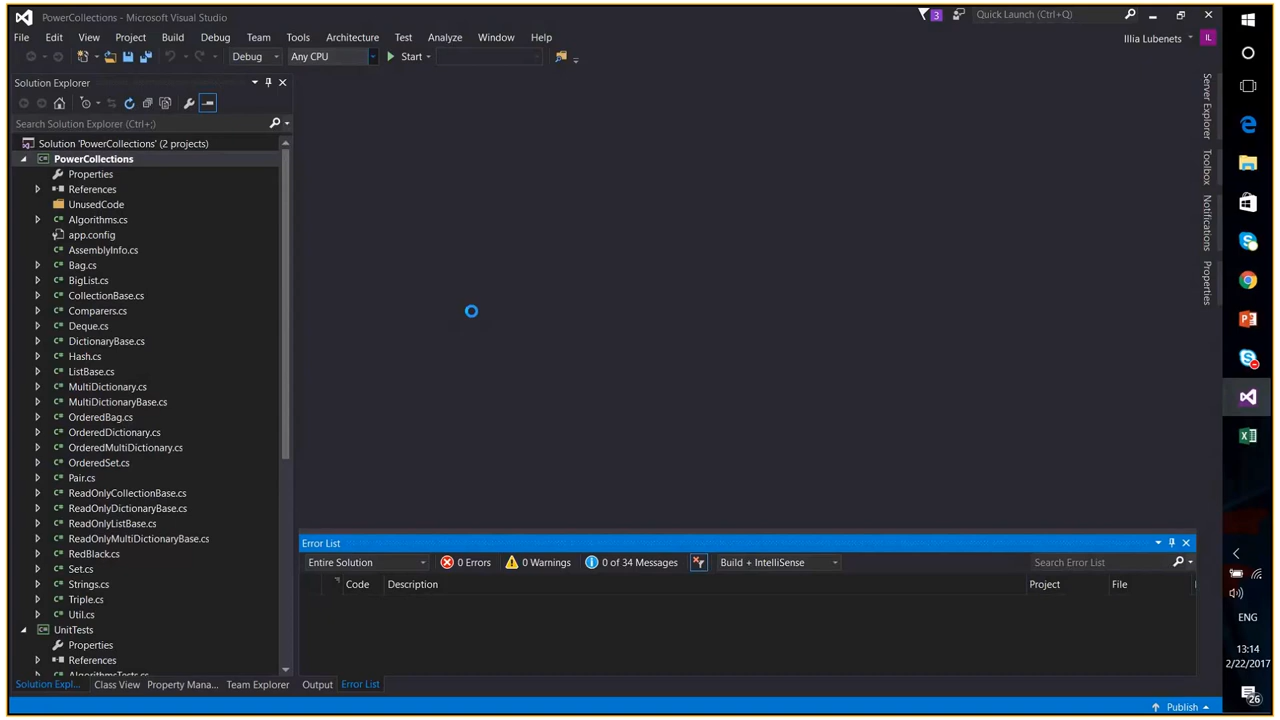 PowerCollections - Microsoft Visual Studio
3
Quick Launch (Ctrl+Q)
File Edit View Project Build Debug Team Tools Architecture Test Analyze Window Help
Illia Lubenets
IL
Debug
Any CPU
Start
Solution Explorer
Search Solution Explorer (Ctrl+;)
Solution 'PowerCollections' (2 projects)
PowerCollections
Properties
References
UnusedCode
Algorithms.cs
app.config
AssemblyInfo.cs
Bag.cs
BigList.cs
CollectionBase.cs
Comparers.cs
Deque.cs
DictionaryBase.cs
Hash.cs
ListBase.cs
MultiDictionary.cs
MultiDictionaryBase.cs
OrderedBag.cs
OrderedDictionary.cs
OrderedMultiDictionary.cs
OrderedSet.cs
Pair.cs
ReadOnlyCollectionBase.cs
ReadOnlyDictionaryBase.cs
ReadOnlyListBase.cs
ReadOnlyMultiDictionaryBase.cs
RedBlack.cs
Set.cs
Strings.cs
Triple.cs
Util.cs
UnitTests
Properties
References
AlgorithmsTests.cs
Solution Expl... Class View Property Mana... Team Explorer
Error List
Entire Solution
0 Errors
0 Warnings
0 of 34 Messages
Build + IntelliSense
Search Error List
Code Description Project File
Output Error List
Server Explorer
Toolbox
Notifications
Properties
Publish
ENG
13:14
2/22/2017
26